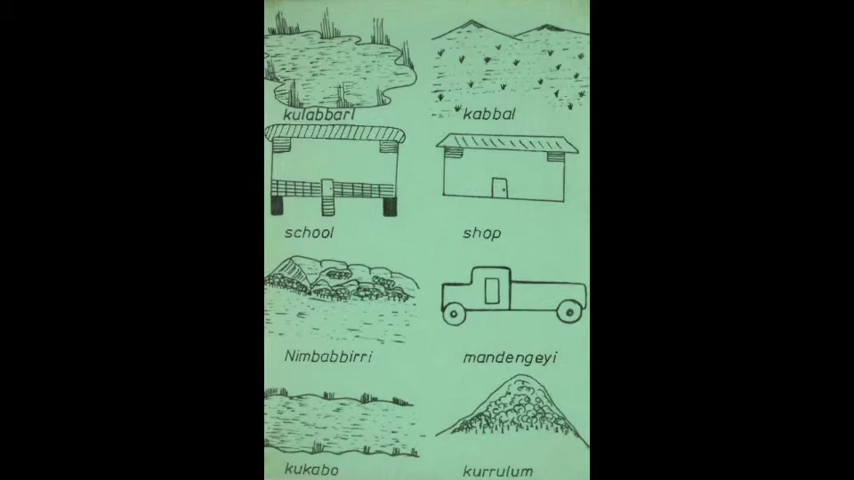 kulabbarl kabbal
school shop
Nimbabbirri mandengeyi
kukabo kurrulum